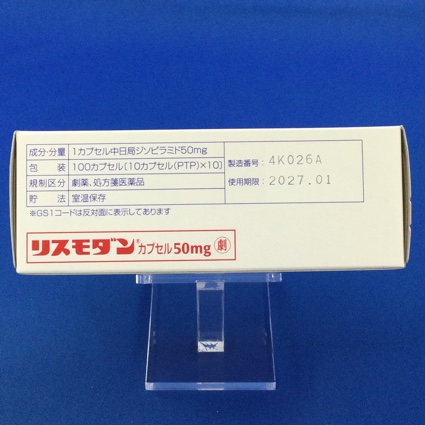 成分・分量 1カプセル中日局ジソピラミド50mg
包装 100カプセル[10カプセル(PTP)×10]
規制区分 劇薬、処方箋医薬品
貯法 室温保存
※GS1コードは反対面に表示してあります
製造番号: 4K026A
使用期限: 2027.01
リスモダン®カプセル50mg 劇